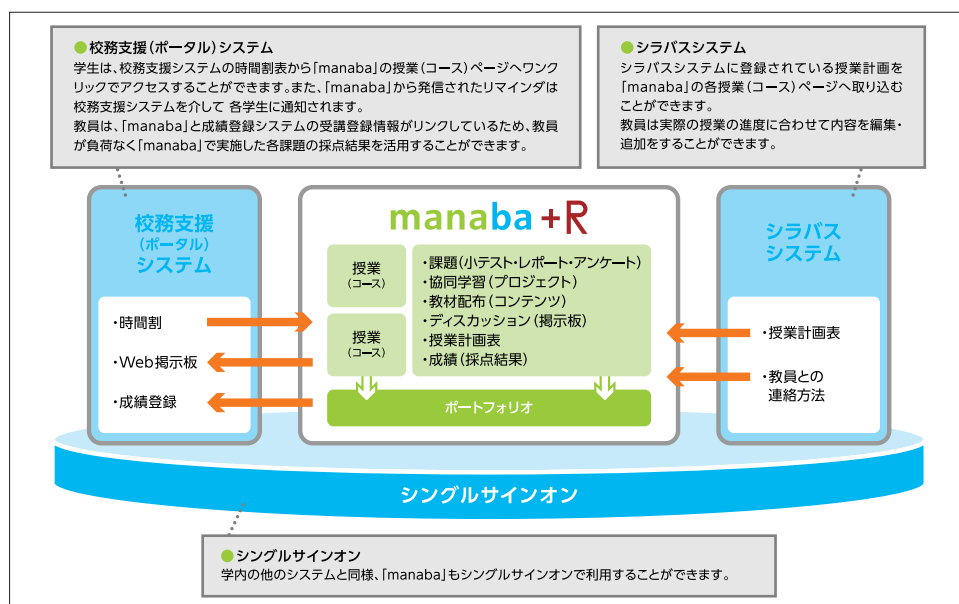 ●校務支援（ポータル）システム
学生は、校務支援システムの時間割表から「manaba」の授業（コース）ページへワンク
リックでアクセスすることができます。また、「manaba」から発信されたリマインダは
校務支援システムを介して 各学生に通知されます。
教員は、「manaba」と成績登録システムの受講登録情報がリンクしているため、教員
が負荷なく「manaba」で実施した各課題の採点結果を活用することができます。
●シラバスシステム
シラバスシステムに登録されている授業計画を
「manaba」の各授業（コース）ページへ取り込む
ことができます。
教員は実際の授業の進度に合わせて内容を編集・
追加をすることができます。
校務支援
（ポータル）
システム
・時間割
・Web掲示板
・成績登録
manaba +R
授業
（コース）
授業
（コース）
・課題（小テスト・レポート・アンケート）
・協同学習（プロジェクト）
・教材配布（コンテンツ）
・ディスカッション（掲示板）
・授業計画表
・成績（採点結果）
ポートフォリオ
シラバス
システム
・授業計画表
・教員との
連絡方法
シングルサインオン
●シングルサインオン
学内の他のシステムと同様、「manaba」もシングルサインオンで利用することができます。